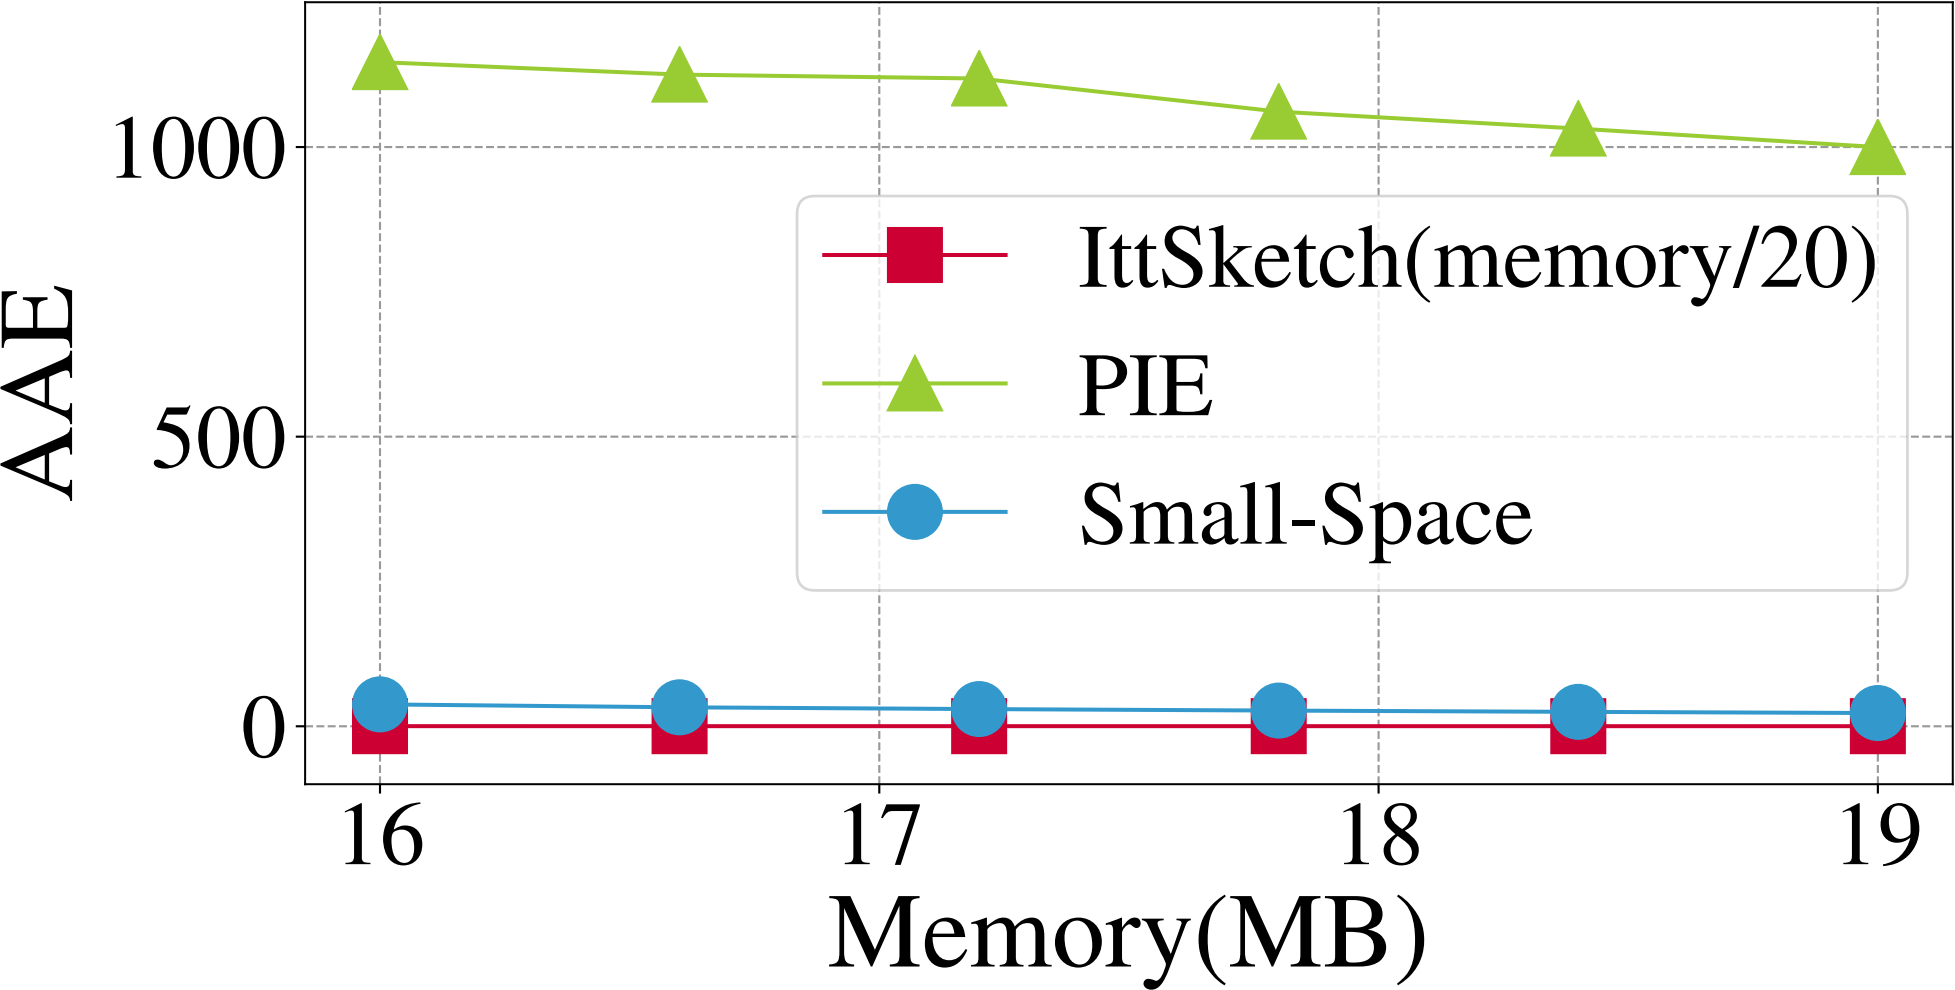 AAE
1000
500
0
IttSketch(memory/20)
PIE
Small-Space
16 17 18 19
Memory(MB)